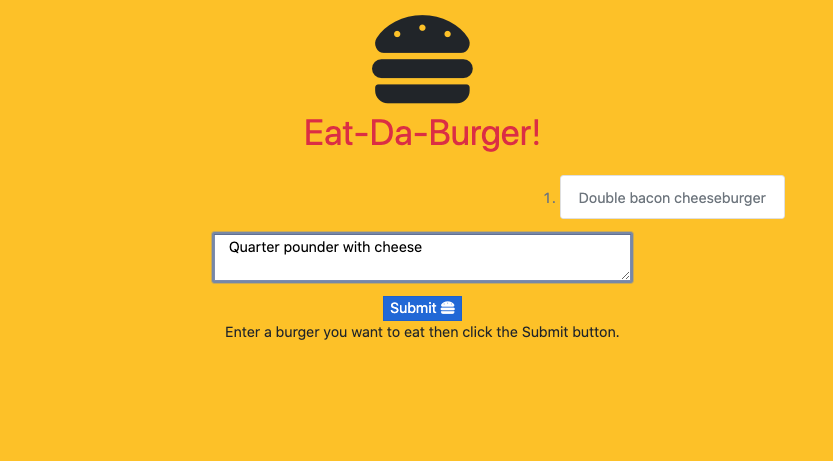 Eat-Da-Burger!
1. Double bacon cheeseburger
Quarter pounder with cheese
Submit
Enter a burger you want to eat then click the Submit button.